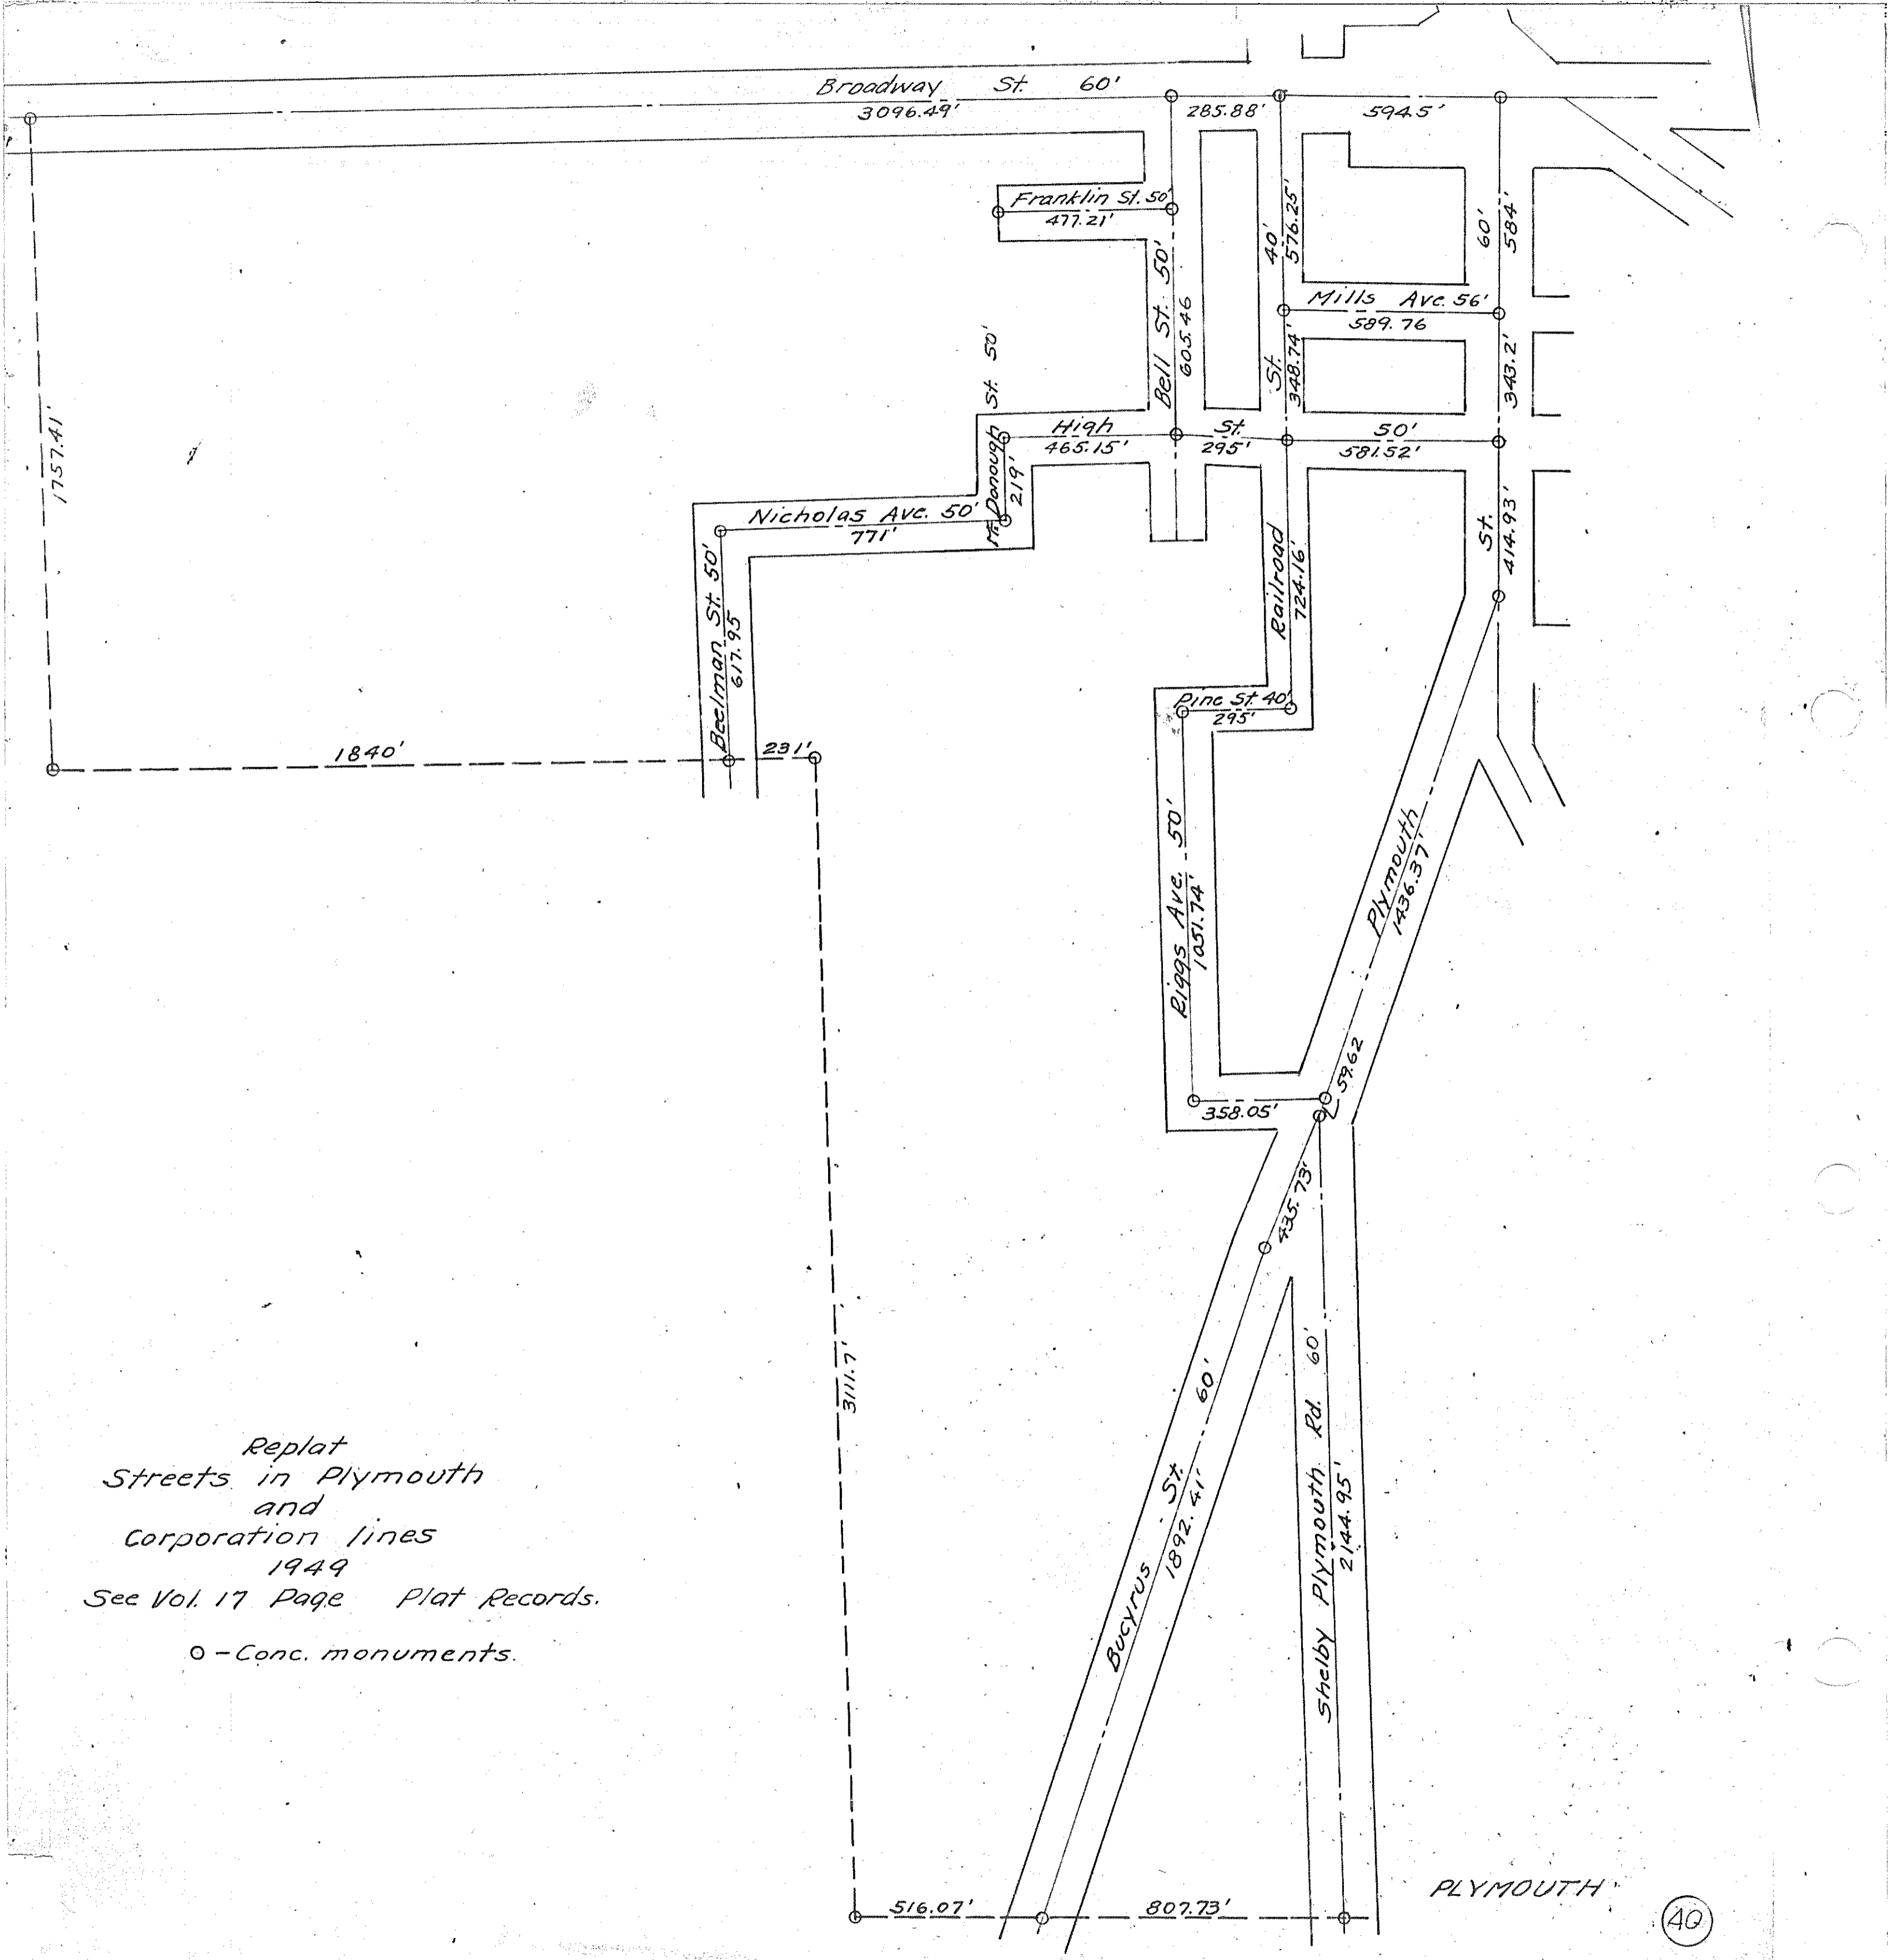 Broadway St. 60'
3096.49'
285.88'
594.5'
Franklin St. 50'
477.21'
Bell St. 50'
605.46
40'
576.25'
60'
584'
Mills Ave. 56'
589.76
St.
348.74'
343.2'
High St. 50'
465.15'
295'
581.52'
Mc Donough St. 50'
219'
Nicholas Ave. 50'
771'
Beelman St. 50'
617.95
1757.41'
1840'
231'
Railroad
724.16'
St.
414.93'
Pine St. 40'
295'
Riggs Ave. 50'
1051.74'
Plymouth
1436.37'
59.62
358.05'
435.73'
3111.7'
Bucyrus St. 60'
1892.41'
Shelby Plymouth Rd. 60'
2144.95'
Replat
Streets in Plymouth
and
Corporation lines
1949
See Vol. 17 Page Plat Records.
o - Conc. monuments.
516.07'
807.73'
PLYMOUTH